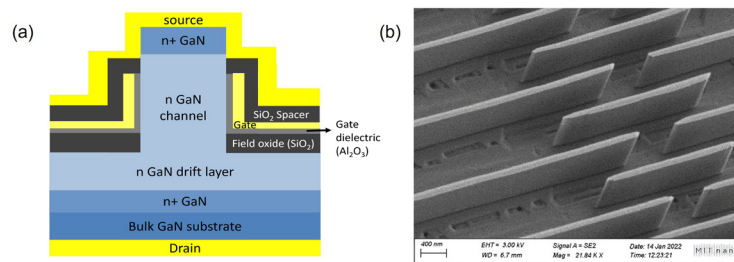 (a)
source
n+ GaN
n GaN
channel
SiO2 Spacer
Gate
Gate
dielectric
(Al2O3)
Field oxide (SiO2)
n GaN drift layer
n+ GaN
Bulk GaN substrate
Drain
(b)
400 nm
EHT = 3.00 kV
WD = 6.7 mm
Signal A = SE2
Mag = 21.84 K X
Date: 14 Jan 2022
Time: 12:23:21
MIT nan